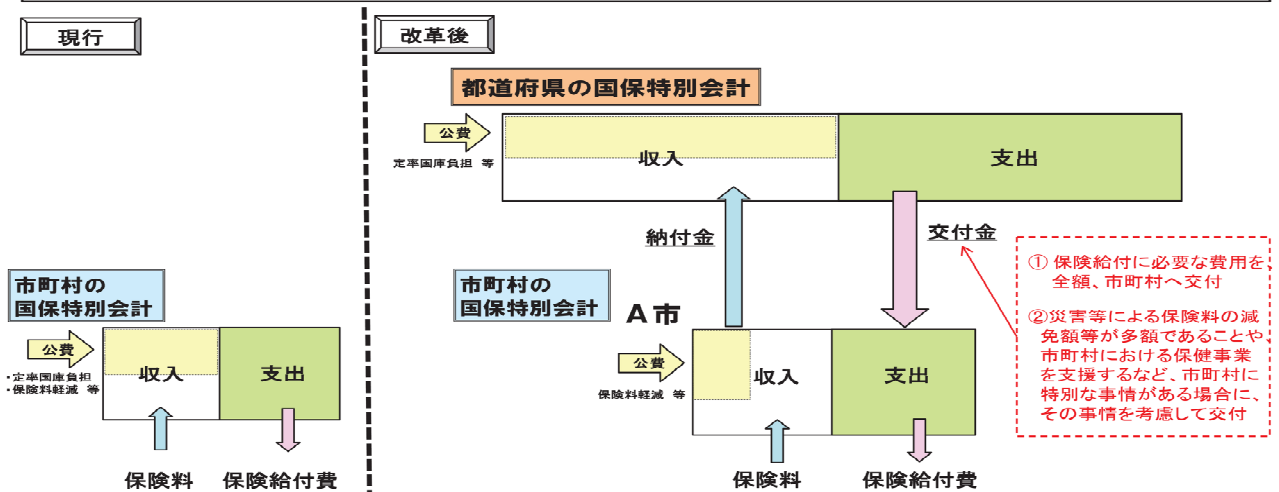 現行
市町村の
国保特別会計
公費
・定率国庫負担
・保険料軽減 等
収入
支出
保険料
保険給付費
改革後
都道府県の国保特別会計
公費
定率国庫負担 等
収入
支出
納付金
交付金
市町村の
国保特別会計
A市
公費
保険料軽減 等
収入
支出
保険料
保険給付費
① 保険給付に必要な費用を、
全額、市町村へ交付
②災害等による保険料の減
免額等が多額であることや、
市町村における保健事業
を支援するなど、市町村に
特別な事情がある場合に、
その事情を考慮して交付